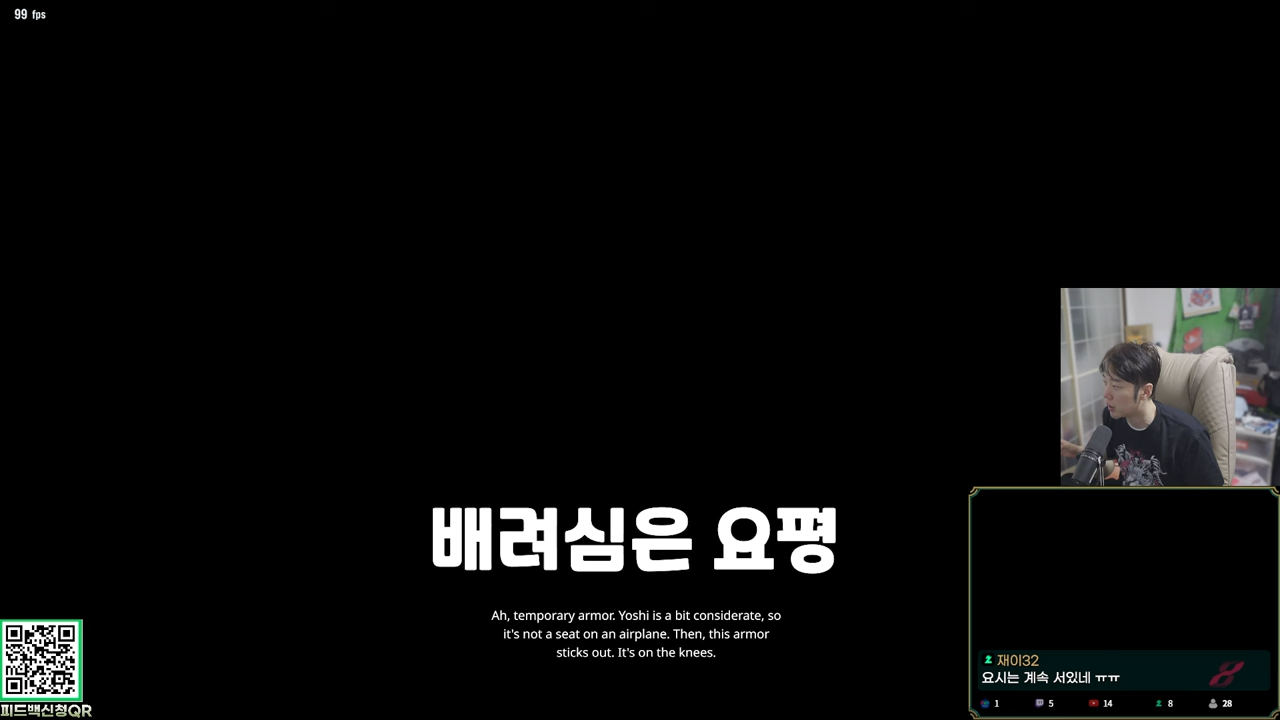 99 fps
배려심은 요평
Ah, temporary armor. Yoshi is a bit considerate, so
it's not a seat on an airplane. Then, this armor
sticks out. It's on the knees.
재이32
요시는 계속 서있네 ㅠㅠ
1 5 14 8 28
피드백신청QR